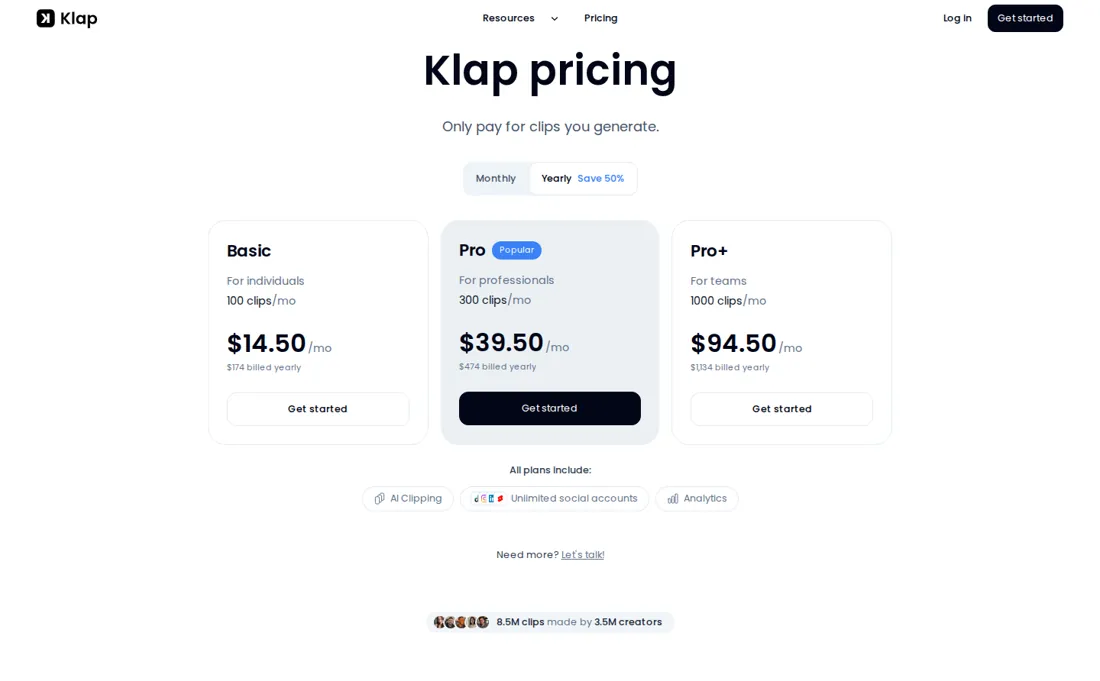 Klap
Resources
Pricing
Log in
Get started
Klap pricing
Only pay for clips you generate.
Monthly
Yearly Save 50%
Basic
For individuals
100 clips/mo
$14.50/mo
$174 billed yearly
Get started
Pro Popular
For professionals
300 clips/mo
$39.50/mo
$474 billed yearly
Get started
Pro+
For teams
1000 clips/mo
$94.50/mo
$1,134 billed yearly
Get started
All plans include:
AI Clipping
Unlimited social accounts
Analytics
Need more? Let's talk!
8.5M clips made by 3.5M creators